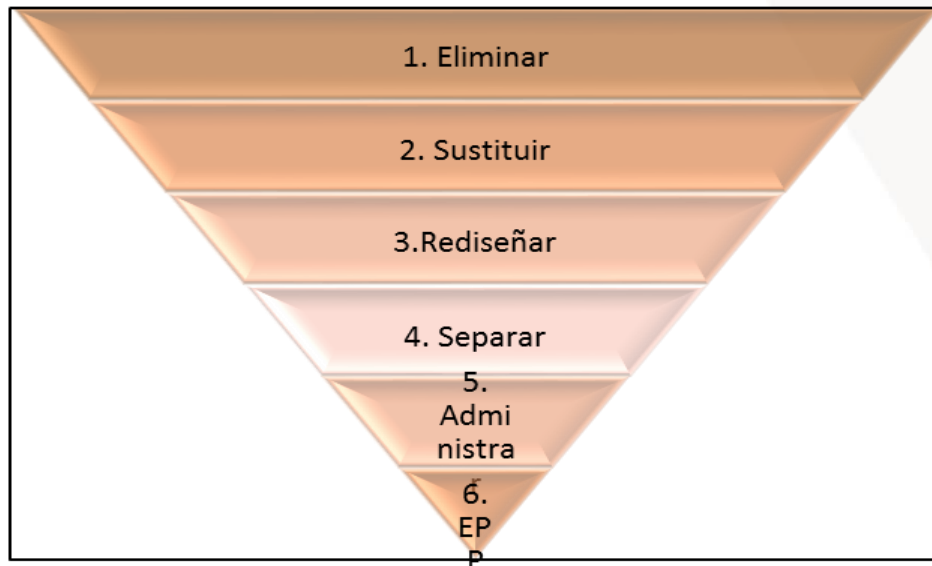 1. Eliminar
2. Sustituir
3.Rediseñar
4. Separar
5.
Admi
nistra
r
6.
EP
P